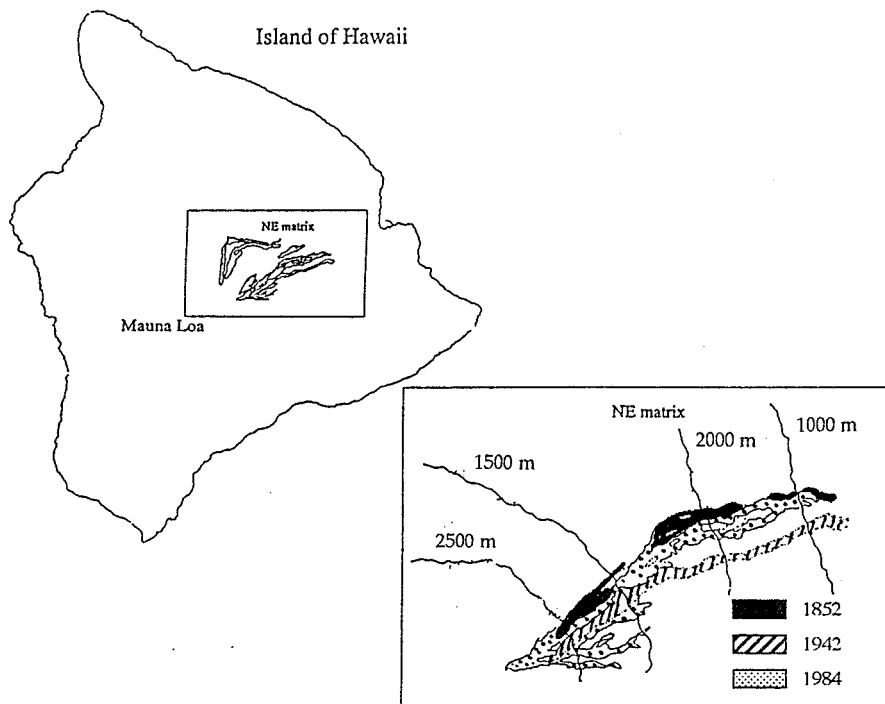 Island of Hawaii
NE matrix
Mauna Loa
NE matrix
1000 m
2000 m
1500 m
2500 m
1852
1942
1984